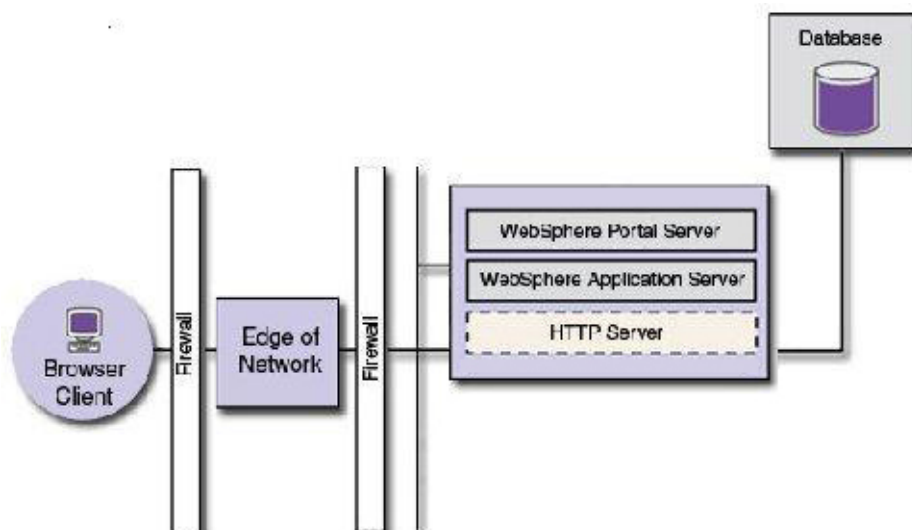 Database
WebSphere Portal Server
WebSphere Application Server
HTTP Server
Browser
Client
Firewall
Edge of
Network
Firewall